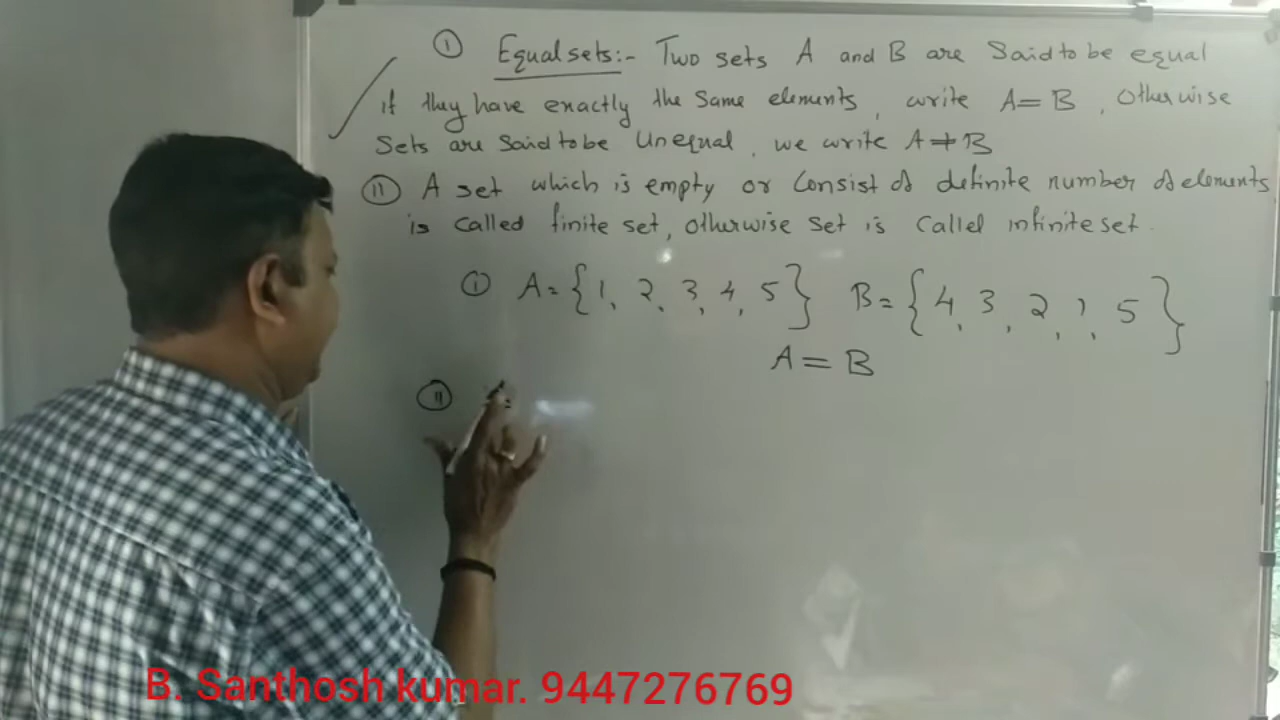 ① Equal sets:- Two sets A and B are Said to be equal
if they have exactly the Same elements, write A = B, Otherwise
Sets are Said to be Unequal, we write A ≠ B
⑪ A set which is empty or Consist of definite number of elements
is Called finite set, otherwise set is Callel infinite set.
① A = {1, 2, 3, 4, 5} B = {4, 3, 2, 1, 5}
A = B
⑪
B. Santhosh kumar. 9447276769